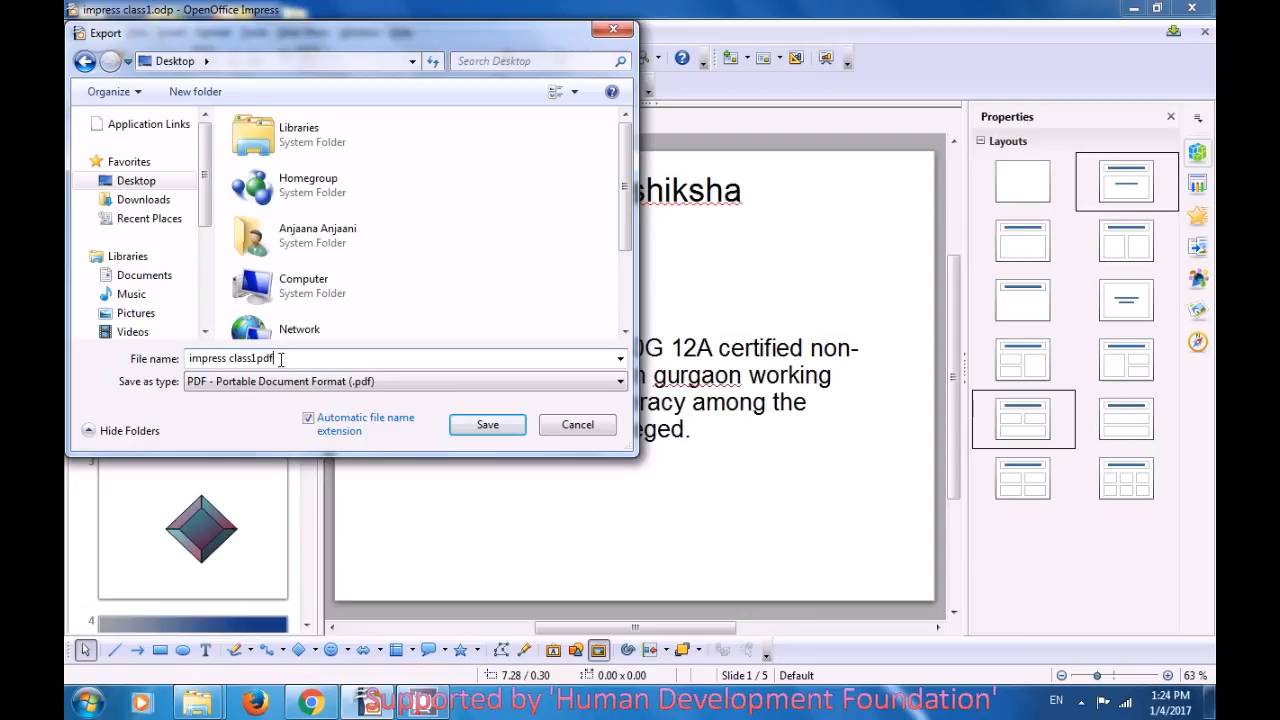 impress class1.odp - OpenOffice Impress
Export
Desktop
Search Desktop
Organize
New folder
Application Links
Favorites
Desktop
Downloads
Recent Places
Libraries
Documents
Music
Pictures
Videos
Libraries
System Folder
Homegroup
System Folder
Anjaana Anjaani
System Folder
Computer
System Folder
Network
File name: impress class1pdf
Save as type: PDF - Portable Document Format (.pdf)
Automatic file name
extension
Save
Cancel
Hide Folders
shiksha
0G 12A certified non-
gurgaon working
racy among the
eged.
Properties
Layouts
3
4
7.28 / 0.30
0.00 x 0.00
Slide 1 / 5
Default
63 %
EN
1:24 PM
1/4/2017
Supported by 'Human Development Foundation'